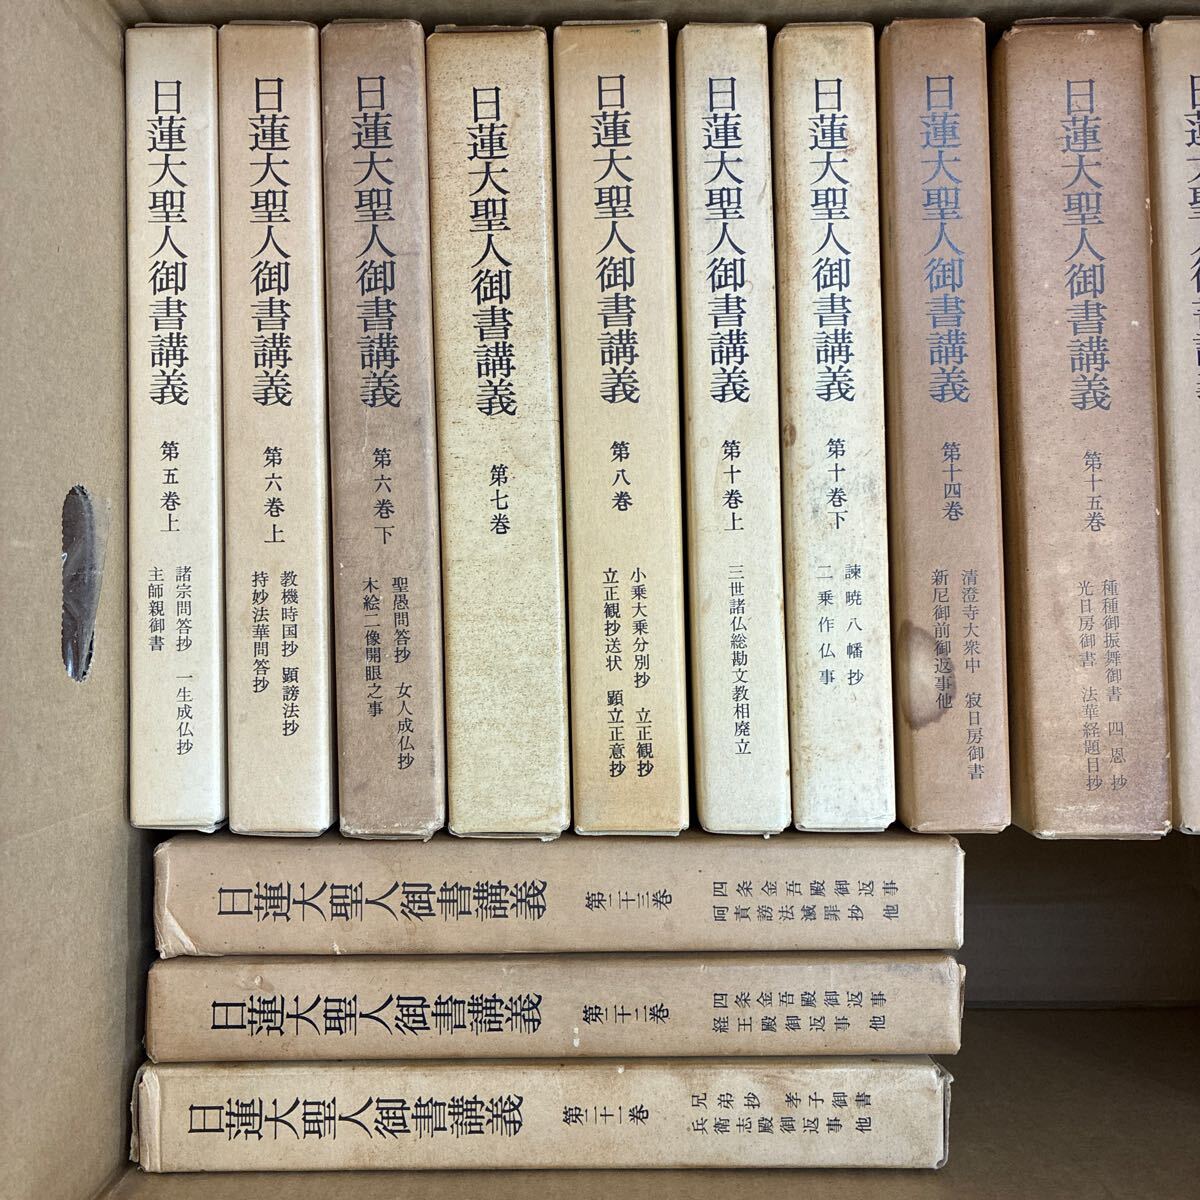 日蓮大聖人御書講義 第五巻上
諸宗問答抄 一生成仏抄
主師親御書
日蓮大聖人御書講義 第六巻上
教機時国抄 顕謗法抄
持妙法華問答抄
日蓮大聖人御書講義 第六巻下
聖愚問答抄 女人成仏抄
木絵二像開眼之事
日蓮大聖人御書講義 第七巻
日蓮大聖人御書講義 第八巻
小乗大乗分別抄 立正観抄
立正観抄送状 顕立正意抄
日蓮大聖人御書講義 第十巻上
三世諸仏総勘文教相廃立
日蓮大聖人御書講義 第十巻下
諫暁八幡抄
二乗作仏事
日蓮大聖人御書講義 第十四巻
清澄寺大衆中 寂日房御書
新尼御前御返事他
日蓮大聖人御書講義 第十五巻
種種御振舞御書 四恩抄
光日房御書 法華経題目抄
日蓮大聖人御書講義
日蓮大聖人御書講義 第二十三巻
四条金吾殿御返事
呵責謗法滅罪抄 他
日蓮大聖人御書講義 第二十二巻
四条金吾殿御返事
経王殿御返事 他
日蓮大聖人御書講義 第二十一巻
兄弟抄 孝子御書
兵衛志殿御返事 他